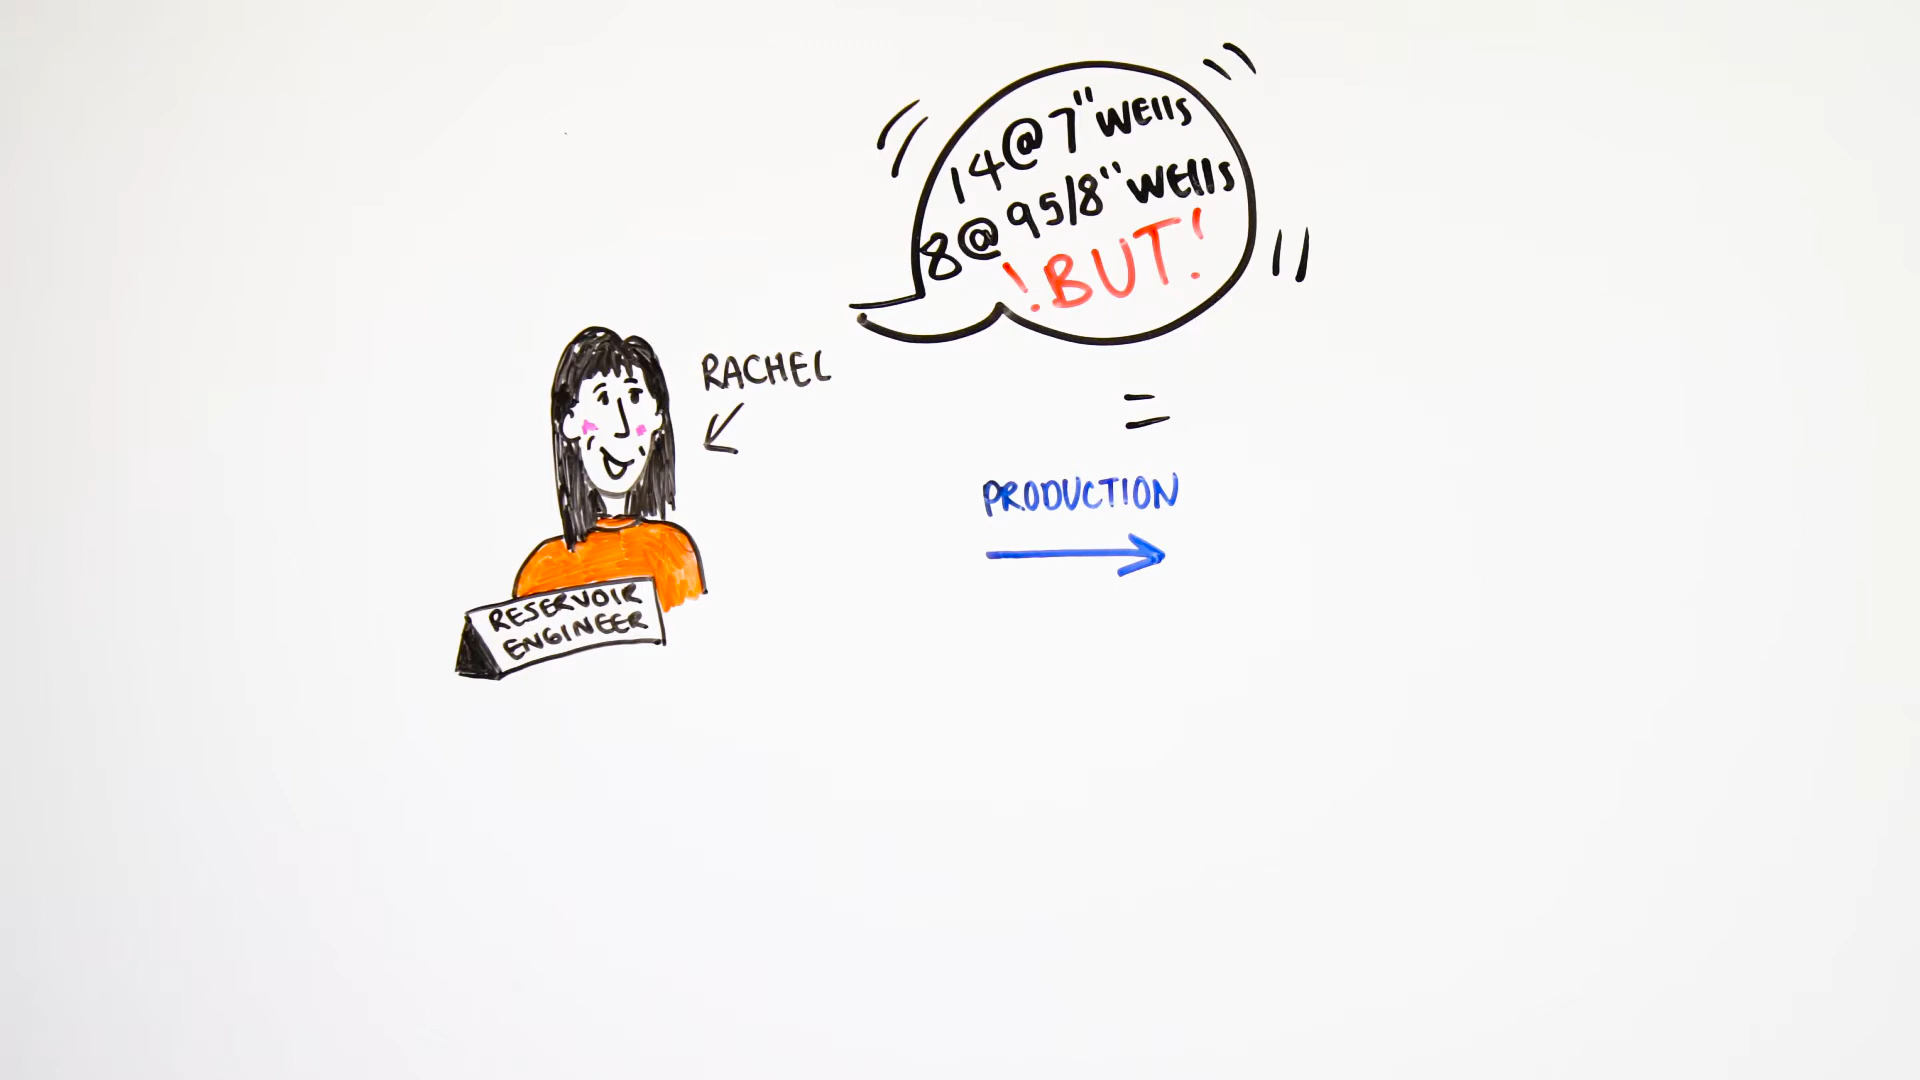 14@7"WEllS
8@95/8"WEllS
!BUT!
RACHEL
=
PRODUCTION
RESERVOIR
ENGINEER